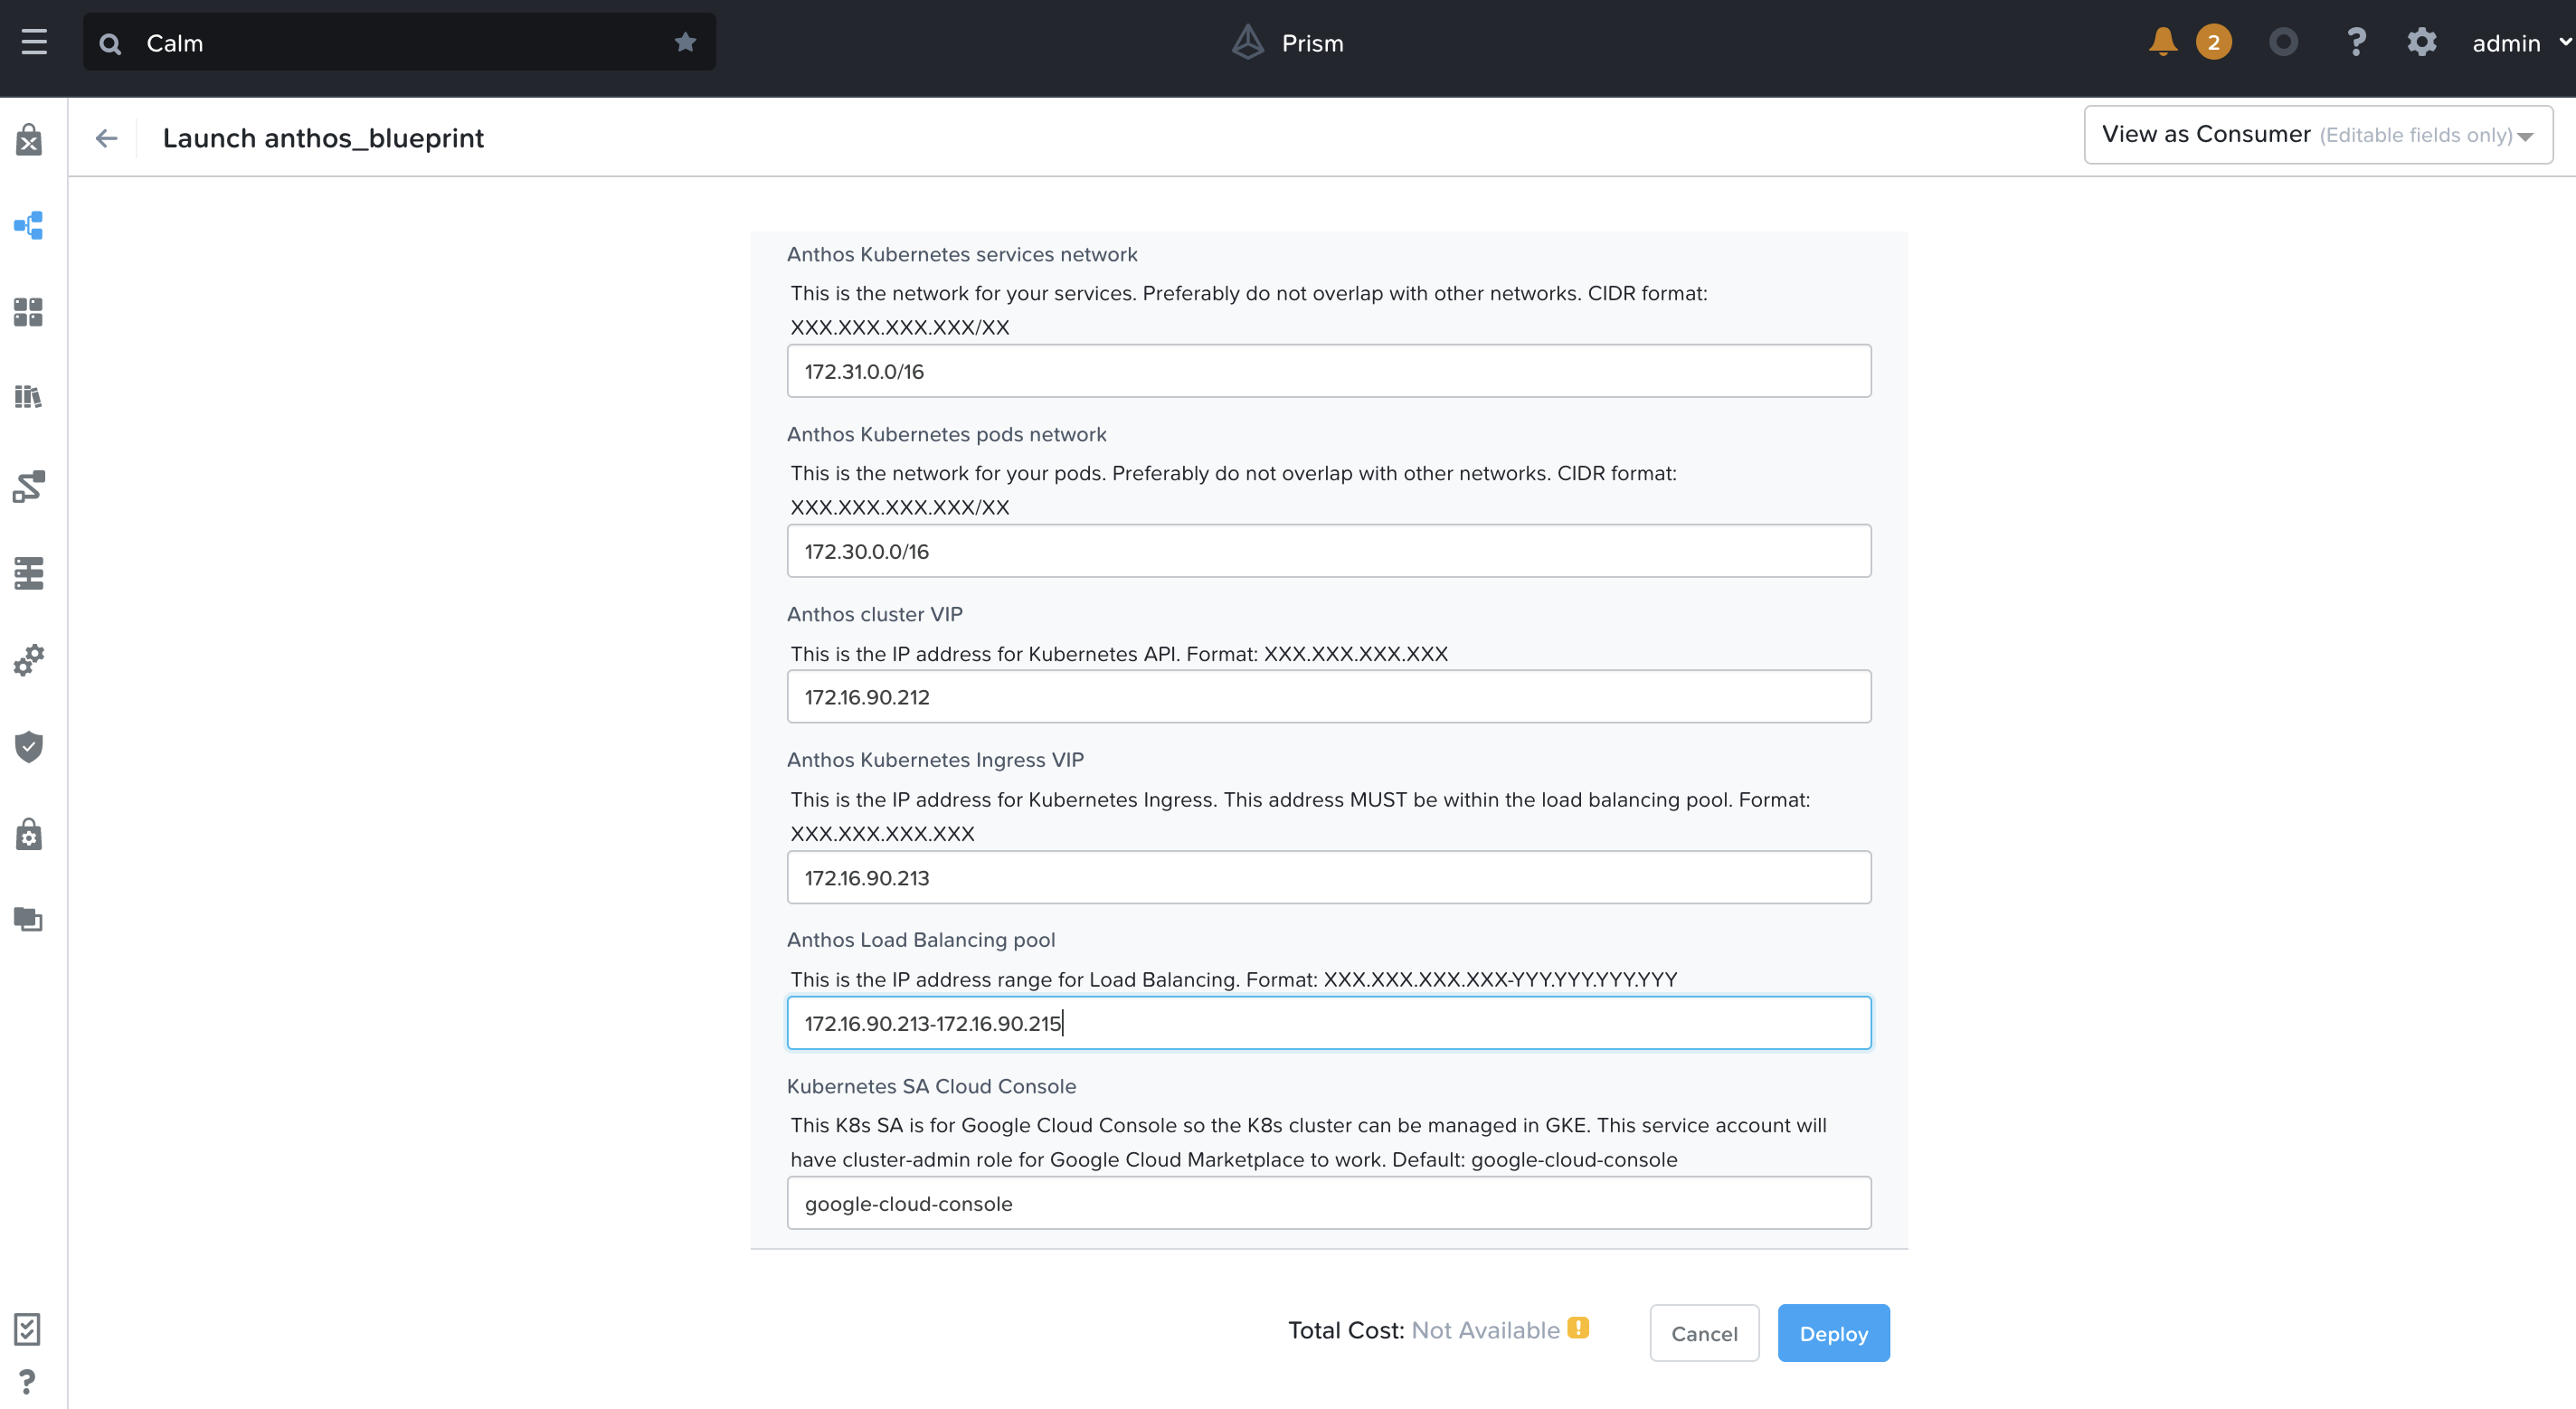 Calm
Prism
2
?
admin
Launch anthos_blueprint
View as Consumer (Editable fields only)
Anthos Kubernetes services network
This is the network for your services. Preferably do not overlap with other networks. CIDR format:
XXX.XXX.XXX.XXX/XX
172.31.0.0/16
Anthos Kubernetes pods network
This is the network for your pods. Preferably do not overlap with other networks. CIDR format:
XXX.XXX.XXX.XXX/XX
172.30.0.0/16
Anthos cluster VIP
This is the IP address for Kubernetes API. Format: XXX.XXX.XXX.XXX
172.16.90.212
Anthos Kubernetes Ingress VIP
This is the IP address for Kubernetes Ingress. This address MUST be within the load balancing pool. Format:
XXX.XXX.XXX.XXX
172.16.90.213
Anthos Load Balancing pool
This is the IP address range for Load Balancing. Format: XXX.XXX.XXX.XXX-YYY.YYY.YYY.YYY
172.16.90.213-172.16.90.215
Kubernetes SA Cloud Console
This K8s SA is for Google Cloud Console so the K8s cluster can be managed in GKE. This service account will
have cluster-admin role for Google Cloud Marketplace to work. Default: google-cloud-console
google-cloud-console
Total Cost: Not Available !
Cancel
Deploy
?